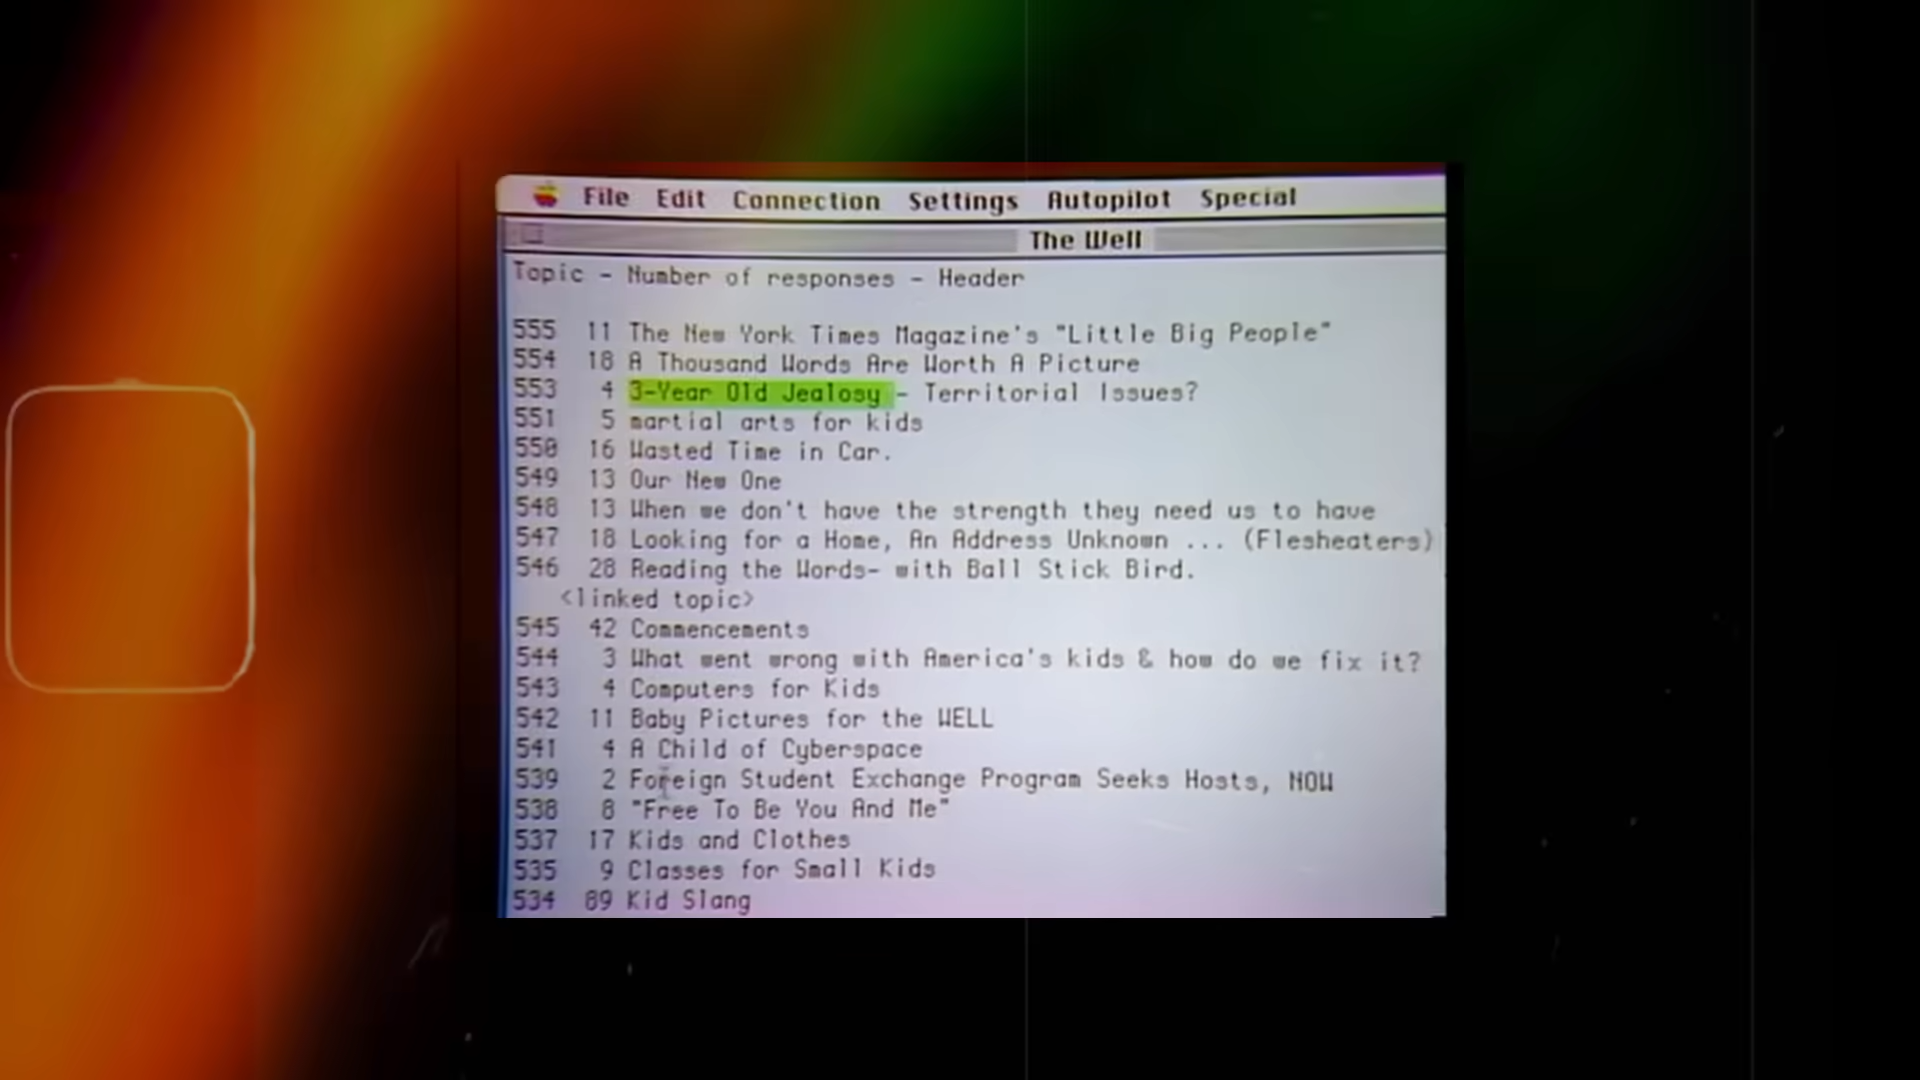 File Edit Connection Settings Autopilot Special
The Well
Topic - Number of responses - Header
555 11 The New York Times Magazine's "Little Big People"
554 18 A Thousand Words Are Worth A Picture
553 4 3-Year Old Jealosy - Territorial Issues?
551 5 martial arts for kids
550 16 Wasted Time in Car.
549 13 Our New One
548 13 When we don't have the strength they need us to have
547 18 Looking for a Home, An Address Unknown ... (Flesheaters)
546 28 Reading the Words- with Ball Stick Bird.
<linked topic>
545 42 Commencements
544 3 What went wrong with America's kids & how do we fix it?
543 4 Computers for Kids
542 11 Baby Pictures for the WELL
541 4 A Child of Cyberspace
539 2 Foreign Student Exchange Program Seeks Hosts, NOW
538 8 "Free To Be You And Me"
537 17 Kids and Clothes
535 9 Classes for Small Kids
534 89 Kid Slang